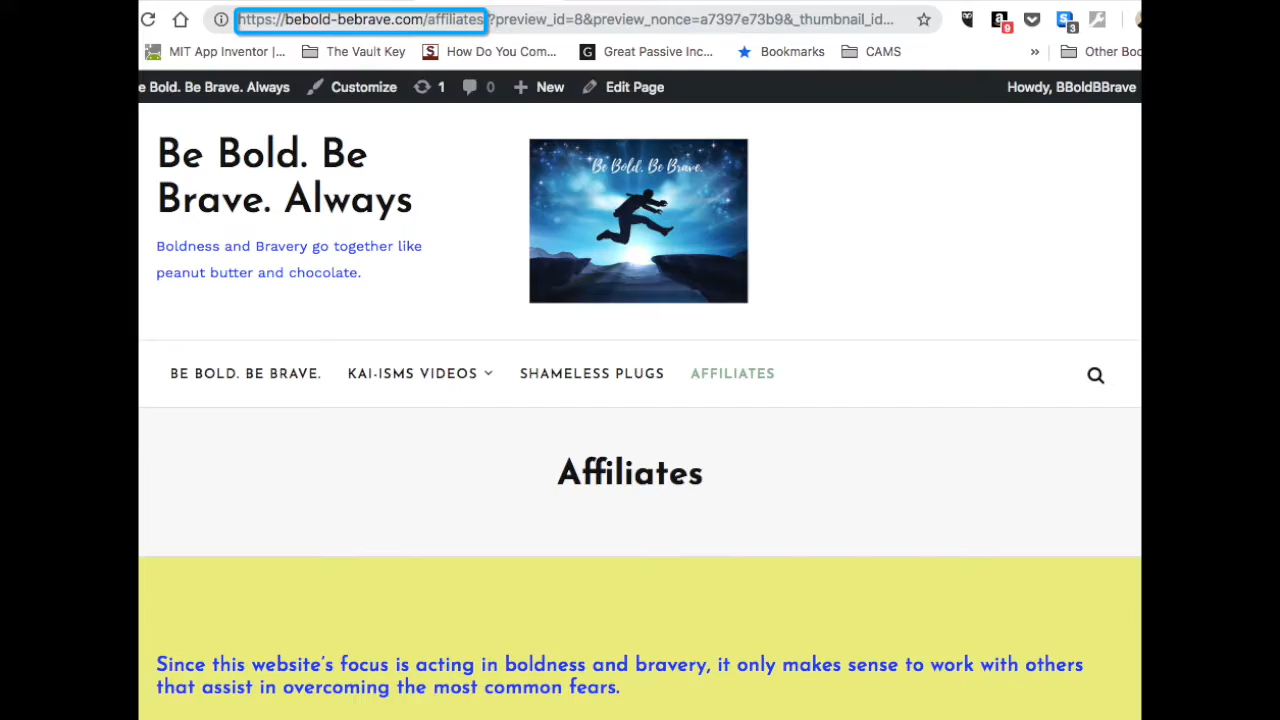 https://bebold-bebrave.com/affiliates/?preview_id=8&preview_nonce=a7397e73b9&_thumbnail_id...
9
3
MIT App Inventor |...
The Vault Key
How Do You Com...
Great Passive Inc...
Bookmarks
CAMS
»
Other Boo
e Bold. Be Brave. Always
Customize
1
0
New
Edit Page
Howdy, BBoldBBrave
Be Bold. Be
Brave. Always
Boldness and Bravery go together like
peanut butter and chocolate.
Be Bold. Be Brave.
BE BOLD. BE BRAVE.
KAI-ISMS VIDEOS
SHAMELESS PLUGS
AFFILIATES
Affiliates
Since this website's focus is acting in boldness and bravery, it only makes sense to work with others
that assist in overcoming the most common fears.